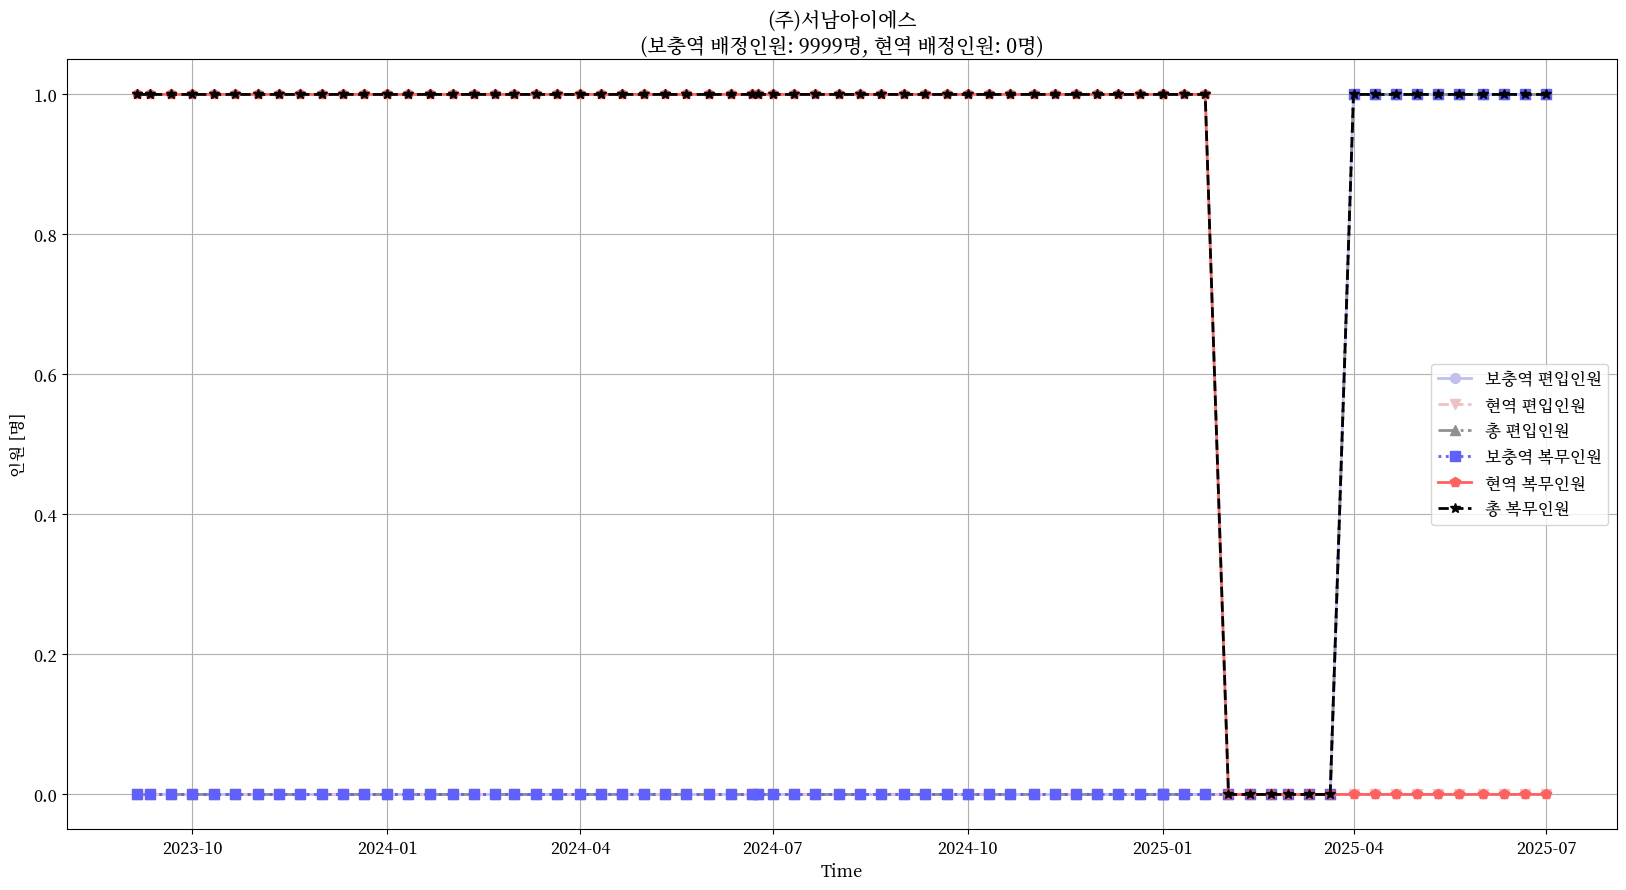 (주)서남아이에스
(보충역 배정인원: 9999명, 현역 배정인원: 0명)
1.0
0.8
0.6
0.4
0.2
0.0
인원 [명]
보충역 편입인원
현역 편입인원
총 편입인원
보충역 복무인원
현역 복무인원
총 복무인원
2023-10
2024-01
2024-04
2024-07
2024-10
2025-01
2025-04
2025-07
Time